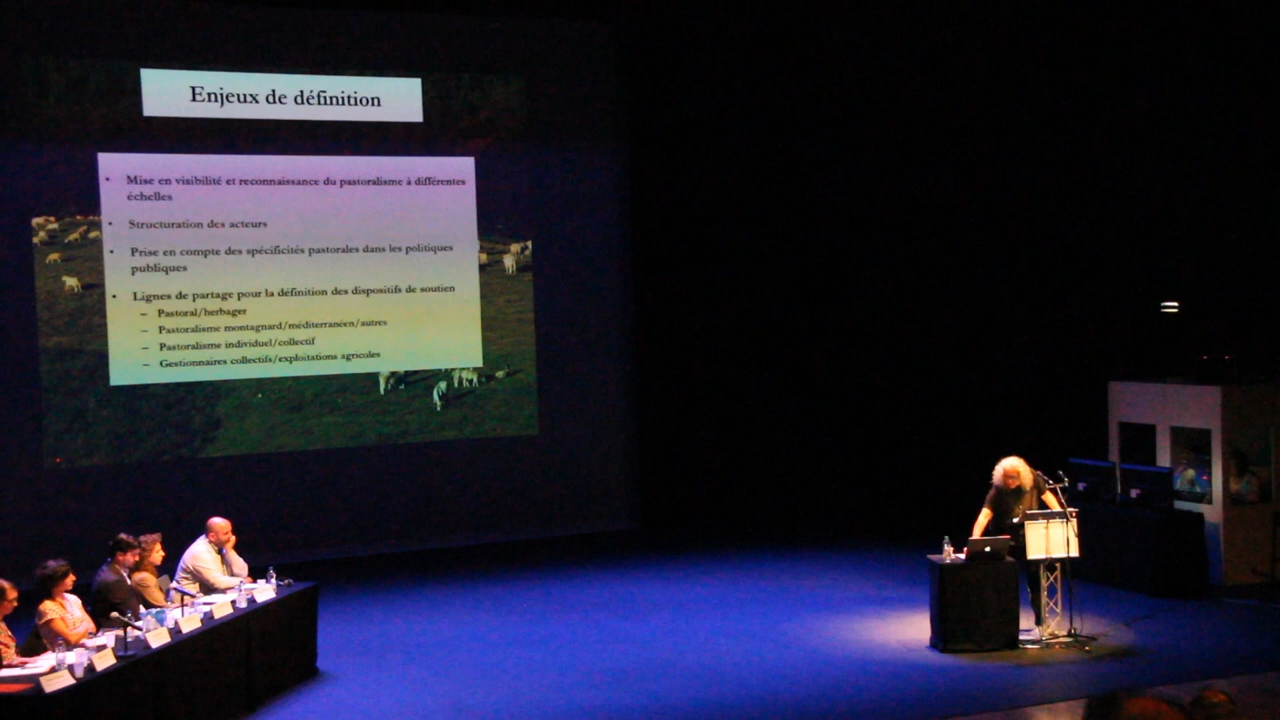 Enjeux de définition
• Mise en visibilité et reconnaissance du pastoralisme à différentes
échelles
• Structuration des acteurs
• Prise en compte des spécificités pastorales dans les politiques
publiques
• Lignes de partage pour la définition des dispositifs de soutien
– Pastoral/herbager
– Pastoralisme montagnard/méditerranéen/autres
– Pastoralisme individuel/collectif
– Gestionnaires collectifs/exploitations agricoles